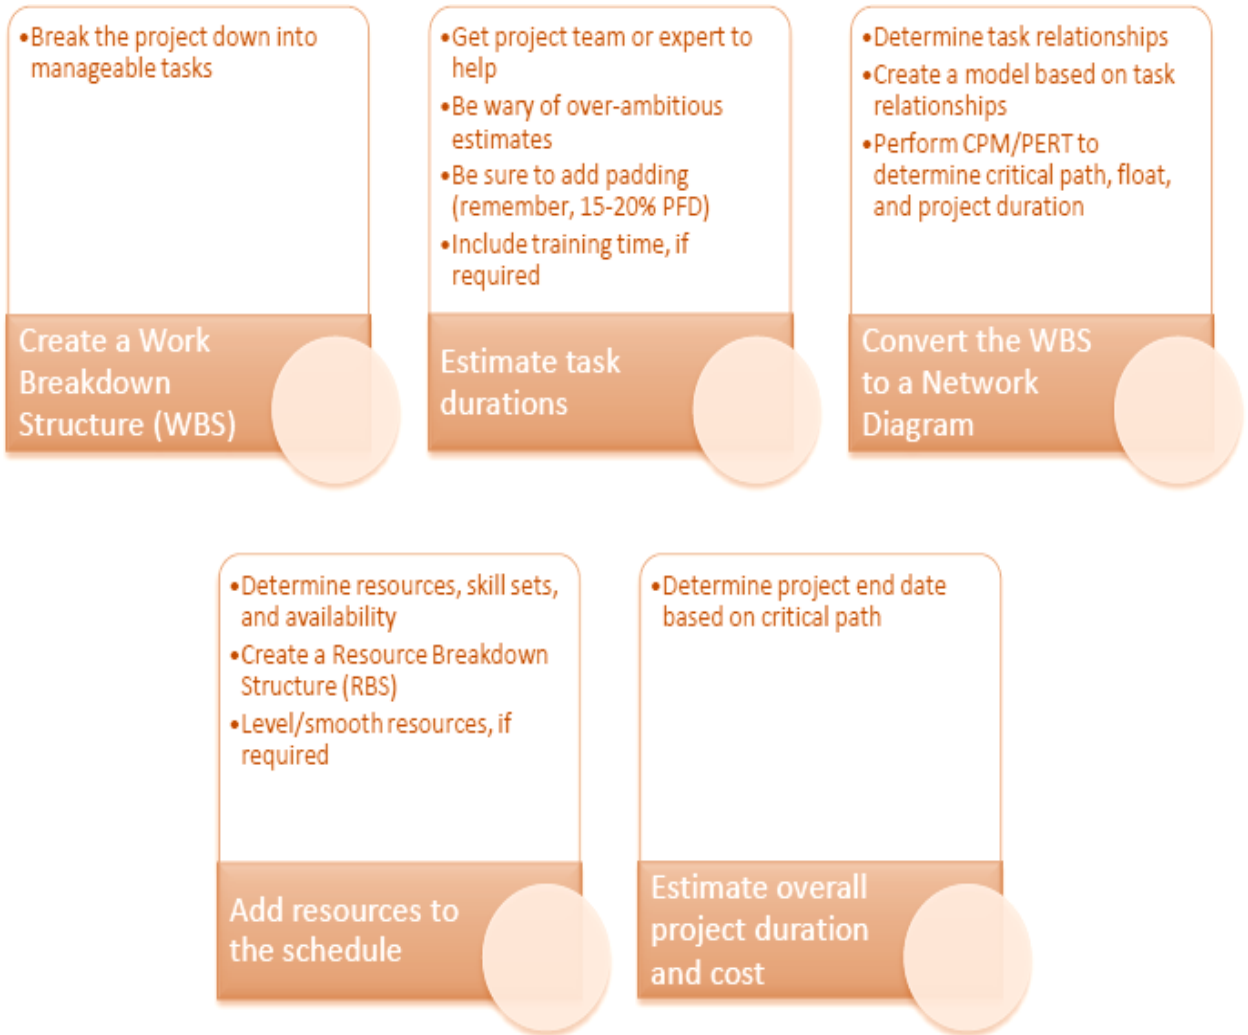 •Break the project down into
manageable tasks
Create a Work
Breakdown
Structure (WBS)
•Get project team or expert to
help
•Be wary of over-ambitious
estimates
•Be sure to add padding
(remember, 15-20% PFD)
•Include training time, if
required
Estimate task
durations
•Determine task relationships
•Create a model based on task
relationships
•Perform CPM/PERT to
determine critical path, float,
and project duration
Convert the WBS
to a Network
Diagram
•Determine resources, skill sets,
and availability
•Create a Resource Breakdown
Structure (RBS)
•Level/smooth resources, if
required
Add resources to
the schedule
•Determine project end date
based on critical path
Estimate overall
project duration
and cost